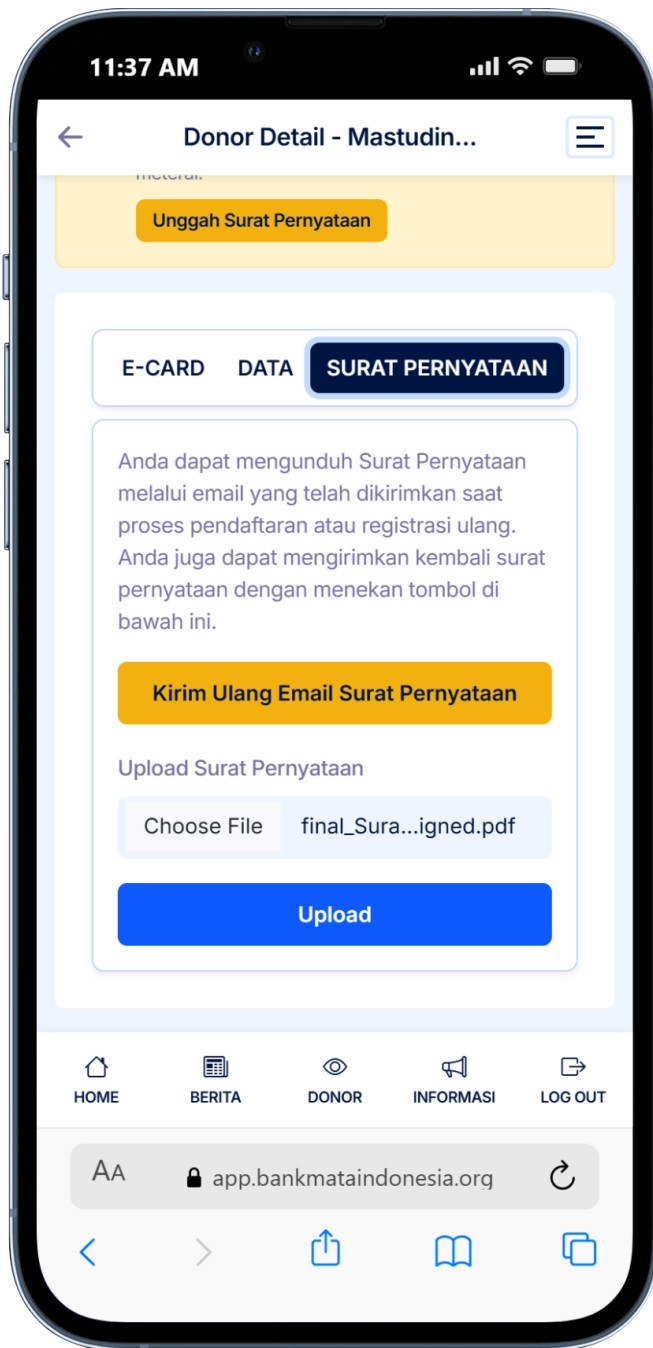 11:37 AM
Donor Detail - Mastudin...
meterai.
Unggah Surat Pernyataan
E-CARD DATA SURAT PERNYATAAN
Anda dapat mengunduh Surat Pernyataan
melalui email yang telah dikirimkan saat
proses pendaftaran atau registrasi ulang.
Anda juga dapat mengirimkan kembali surat
pernyataan dengan menekan tombol di
bawah ini.
Kirim Ulang Email Surat Pernyataan
Upload Surat Pernyataan
Choose File final_Sura...igned.pdf
Upload
HOME BERITA DONOR INFORMASI LOG OUT
AA app.bankmataindonesia.org